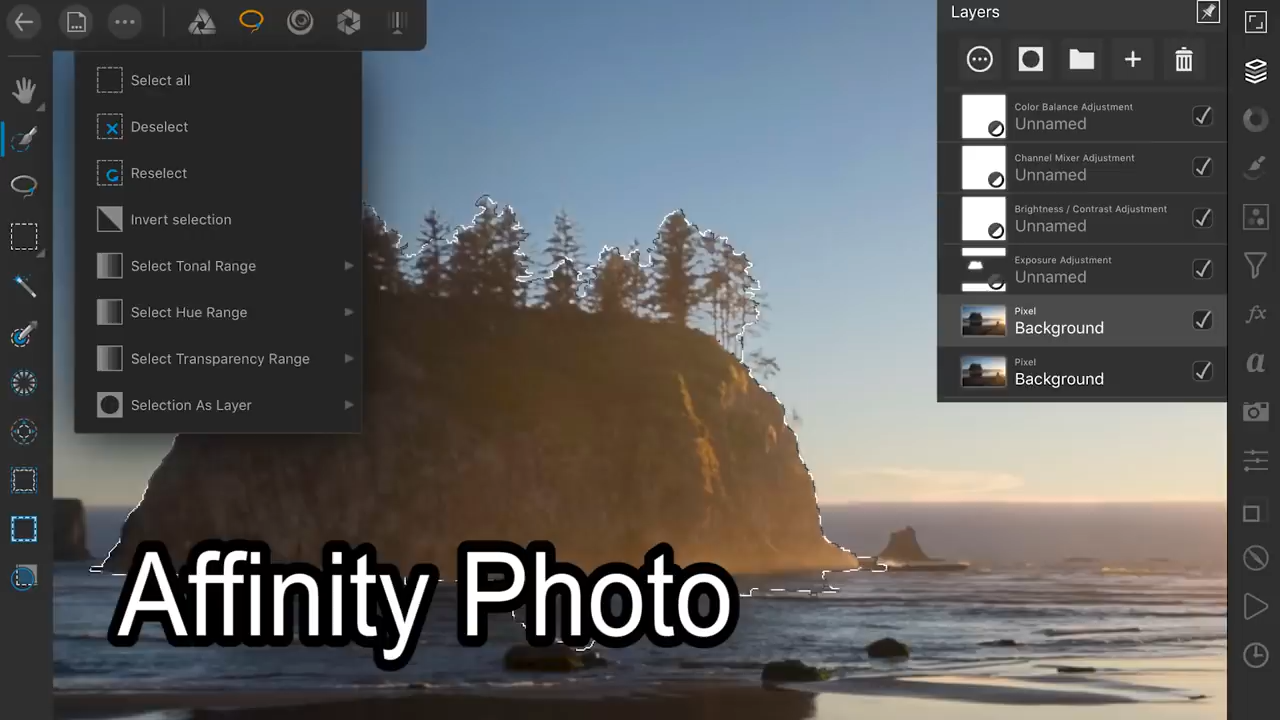 Layers
Select all
Deselect
Reselect
Invert selection
Select Tonal Range
Select Hue Range
Select Transparency Range
Selection As Layer
Color Balance Adjustment
Unnamed
Channel Mixer Adjustment
Unnamed
Brightness / Contrast Adjustment
Unnamed
Exposure Adjustment
Unnamed
Pixel
Background
Pixel
Background
fx
a
Affinity Photo